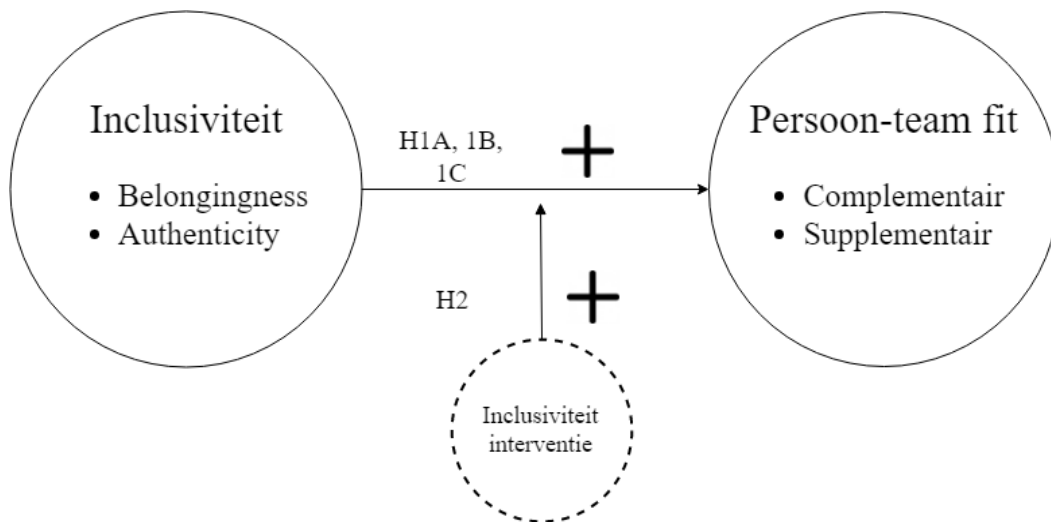 Inclusiviteit
• Belongingness
• Authenticity
H1A, 1B,
1C
+
Persoon-team fit
• Complementair
• Supplementair
H2
+
Inclusiviteit
interventie